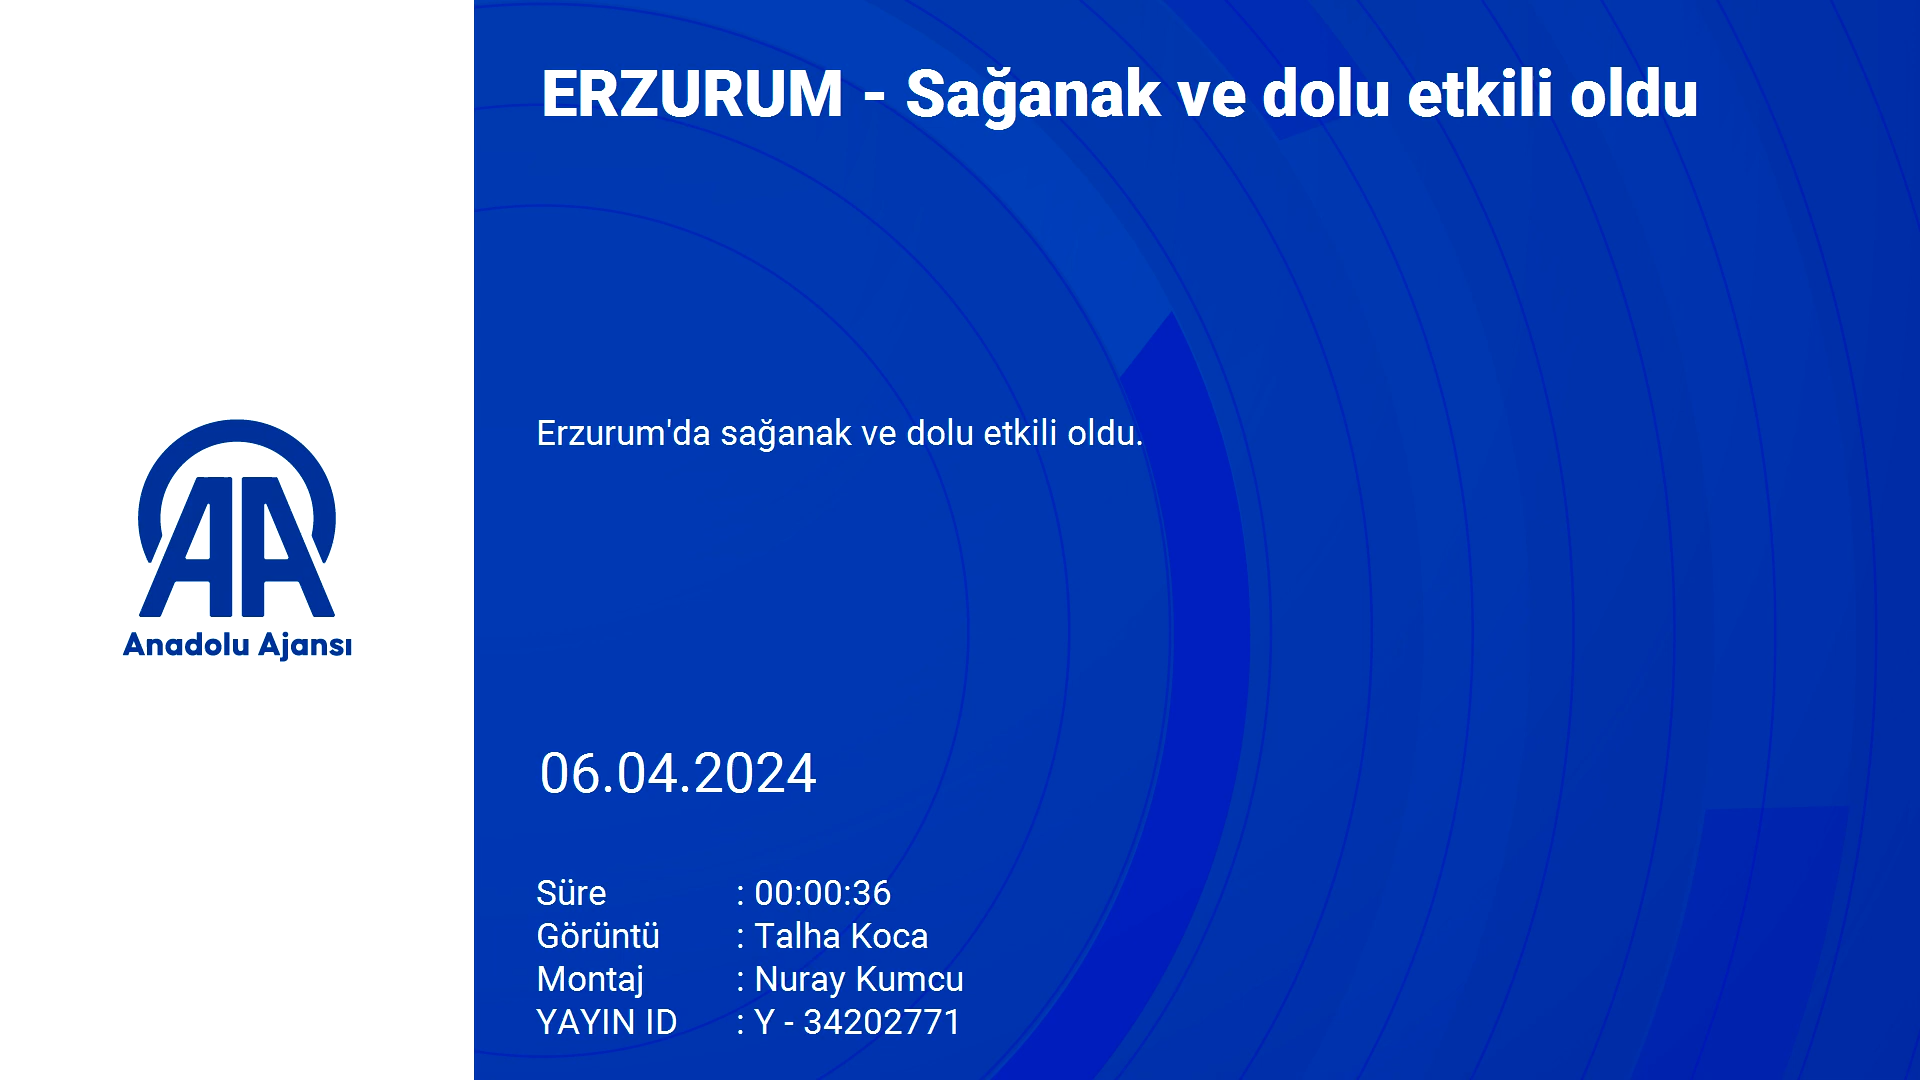 ERZURUM - Sağanak ve dolu etkili oldu
Erzurum'da sağanak ve dolu etkili oldu.
AA
Anadolu Ajansı
06.04.2024
Süre : 00:00:36
Görüntü : Talha Koca
Montaj : Nuray Kumcu
YAYIN ID : Y - 34202771